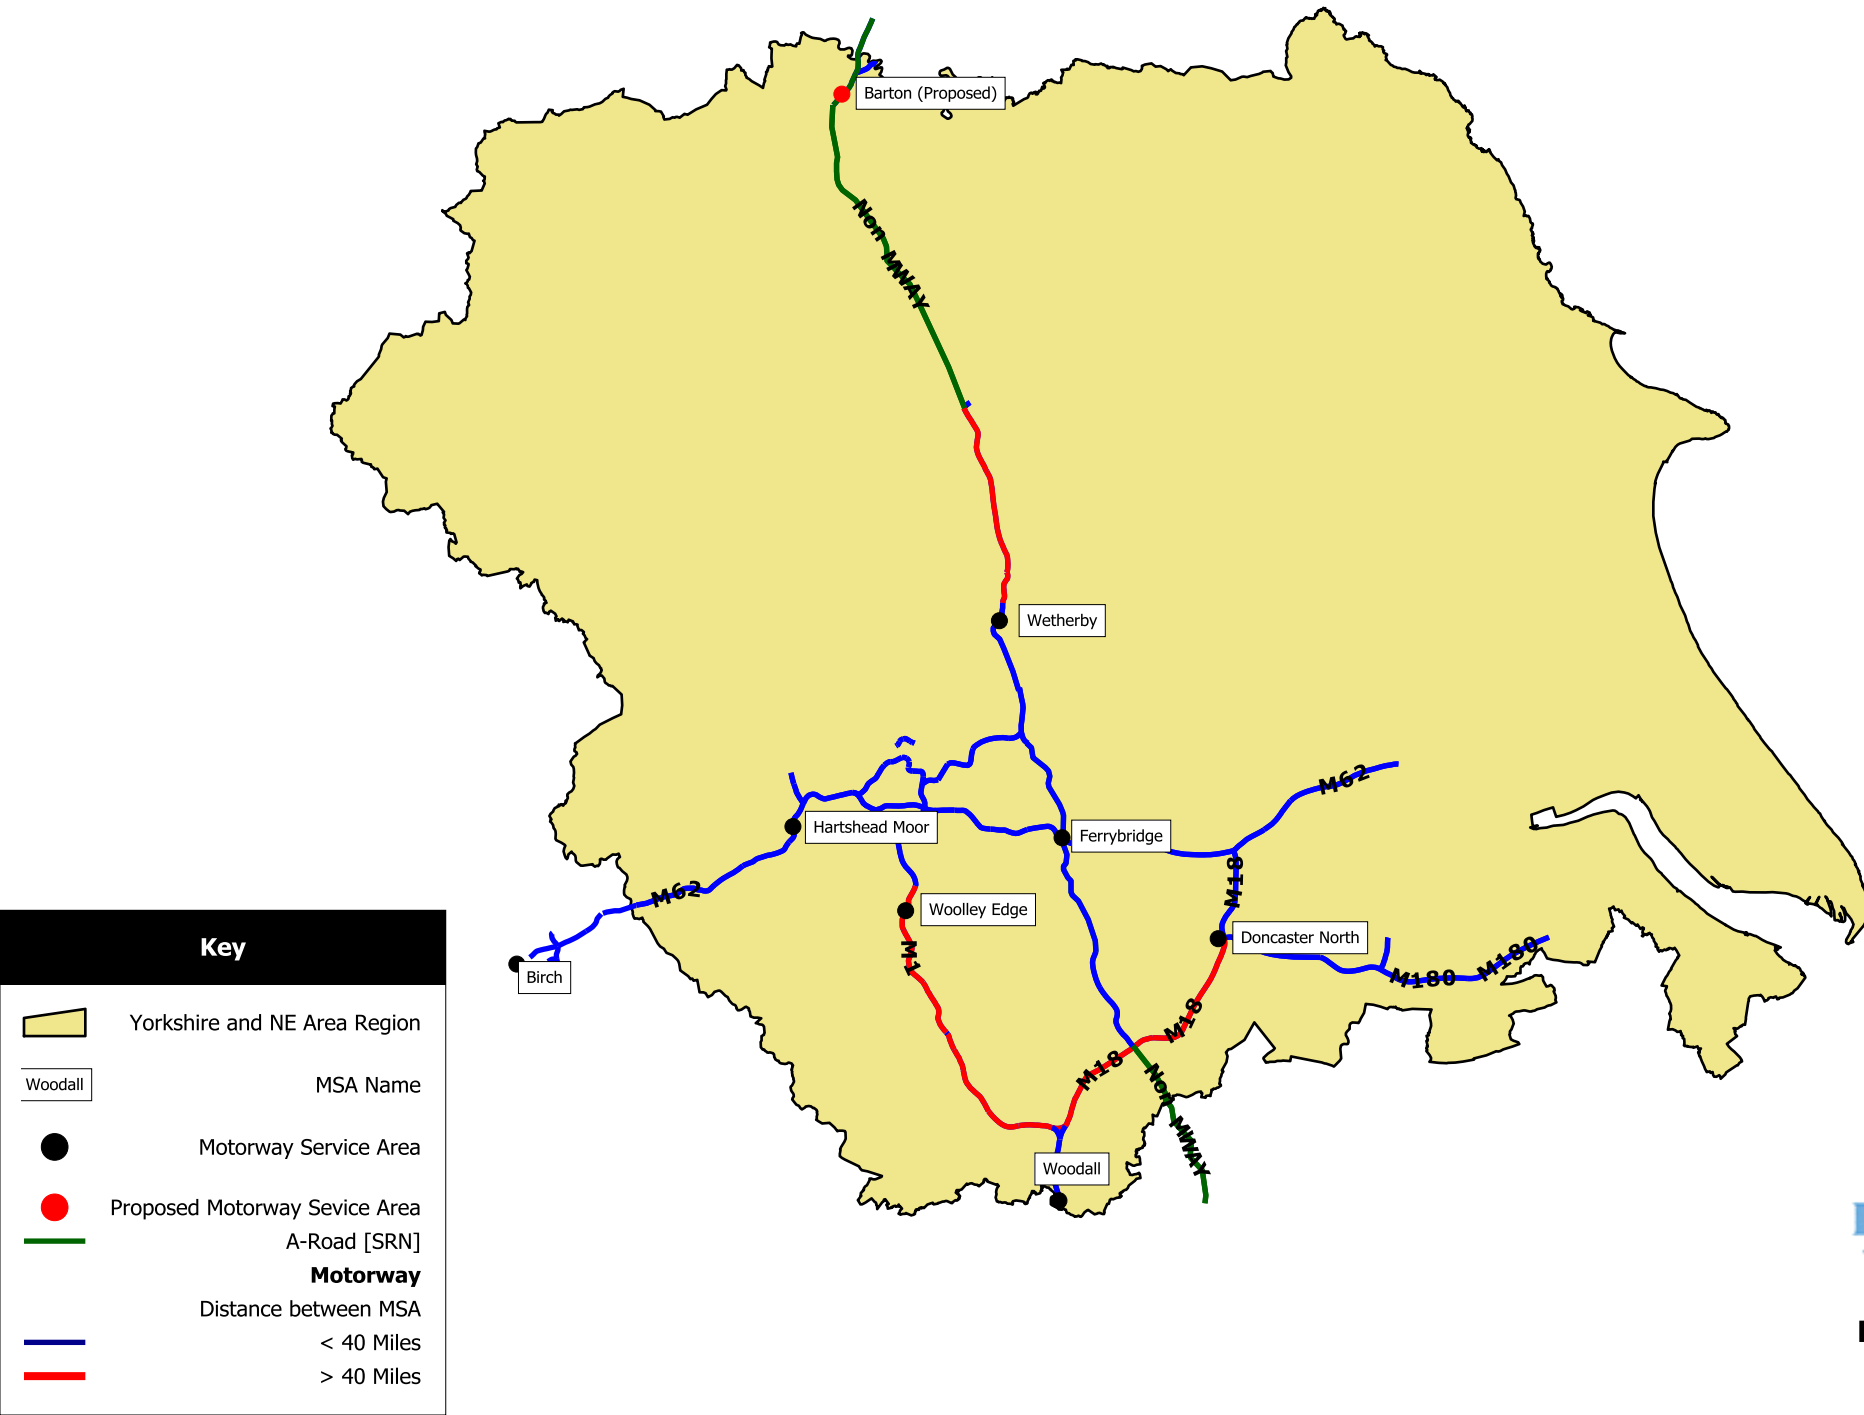 Barton (Proposed)
Non MWAY
Wetherby
M62
Hartshead Moor
Ferrybridge
M18
M62
Woolley Edge
Doncaster North
M1
Birch
M180
M180
M18
M18
Non MWAY
Woodall
Key
Yorkshire and NE Area Region
Woodall
MSA Name
Motorway Service Area
Proposed Motorway Sevice Area
A-Road [SRN]
Motorway
Distance between MSA
< 40 Miles
> 40 Miles